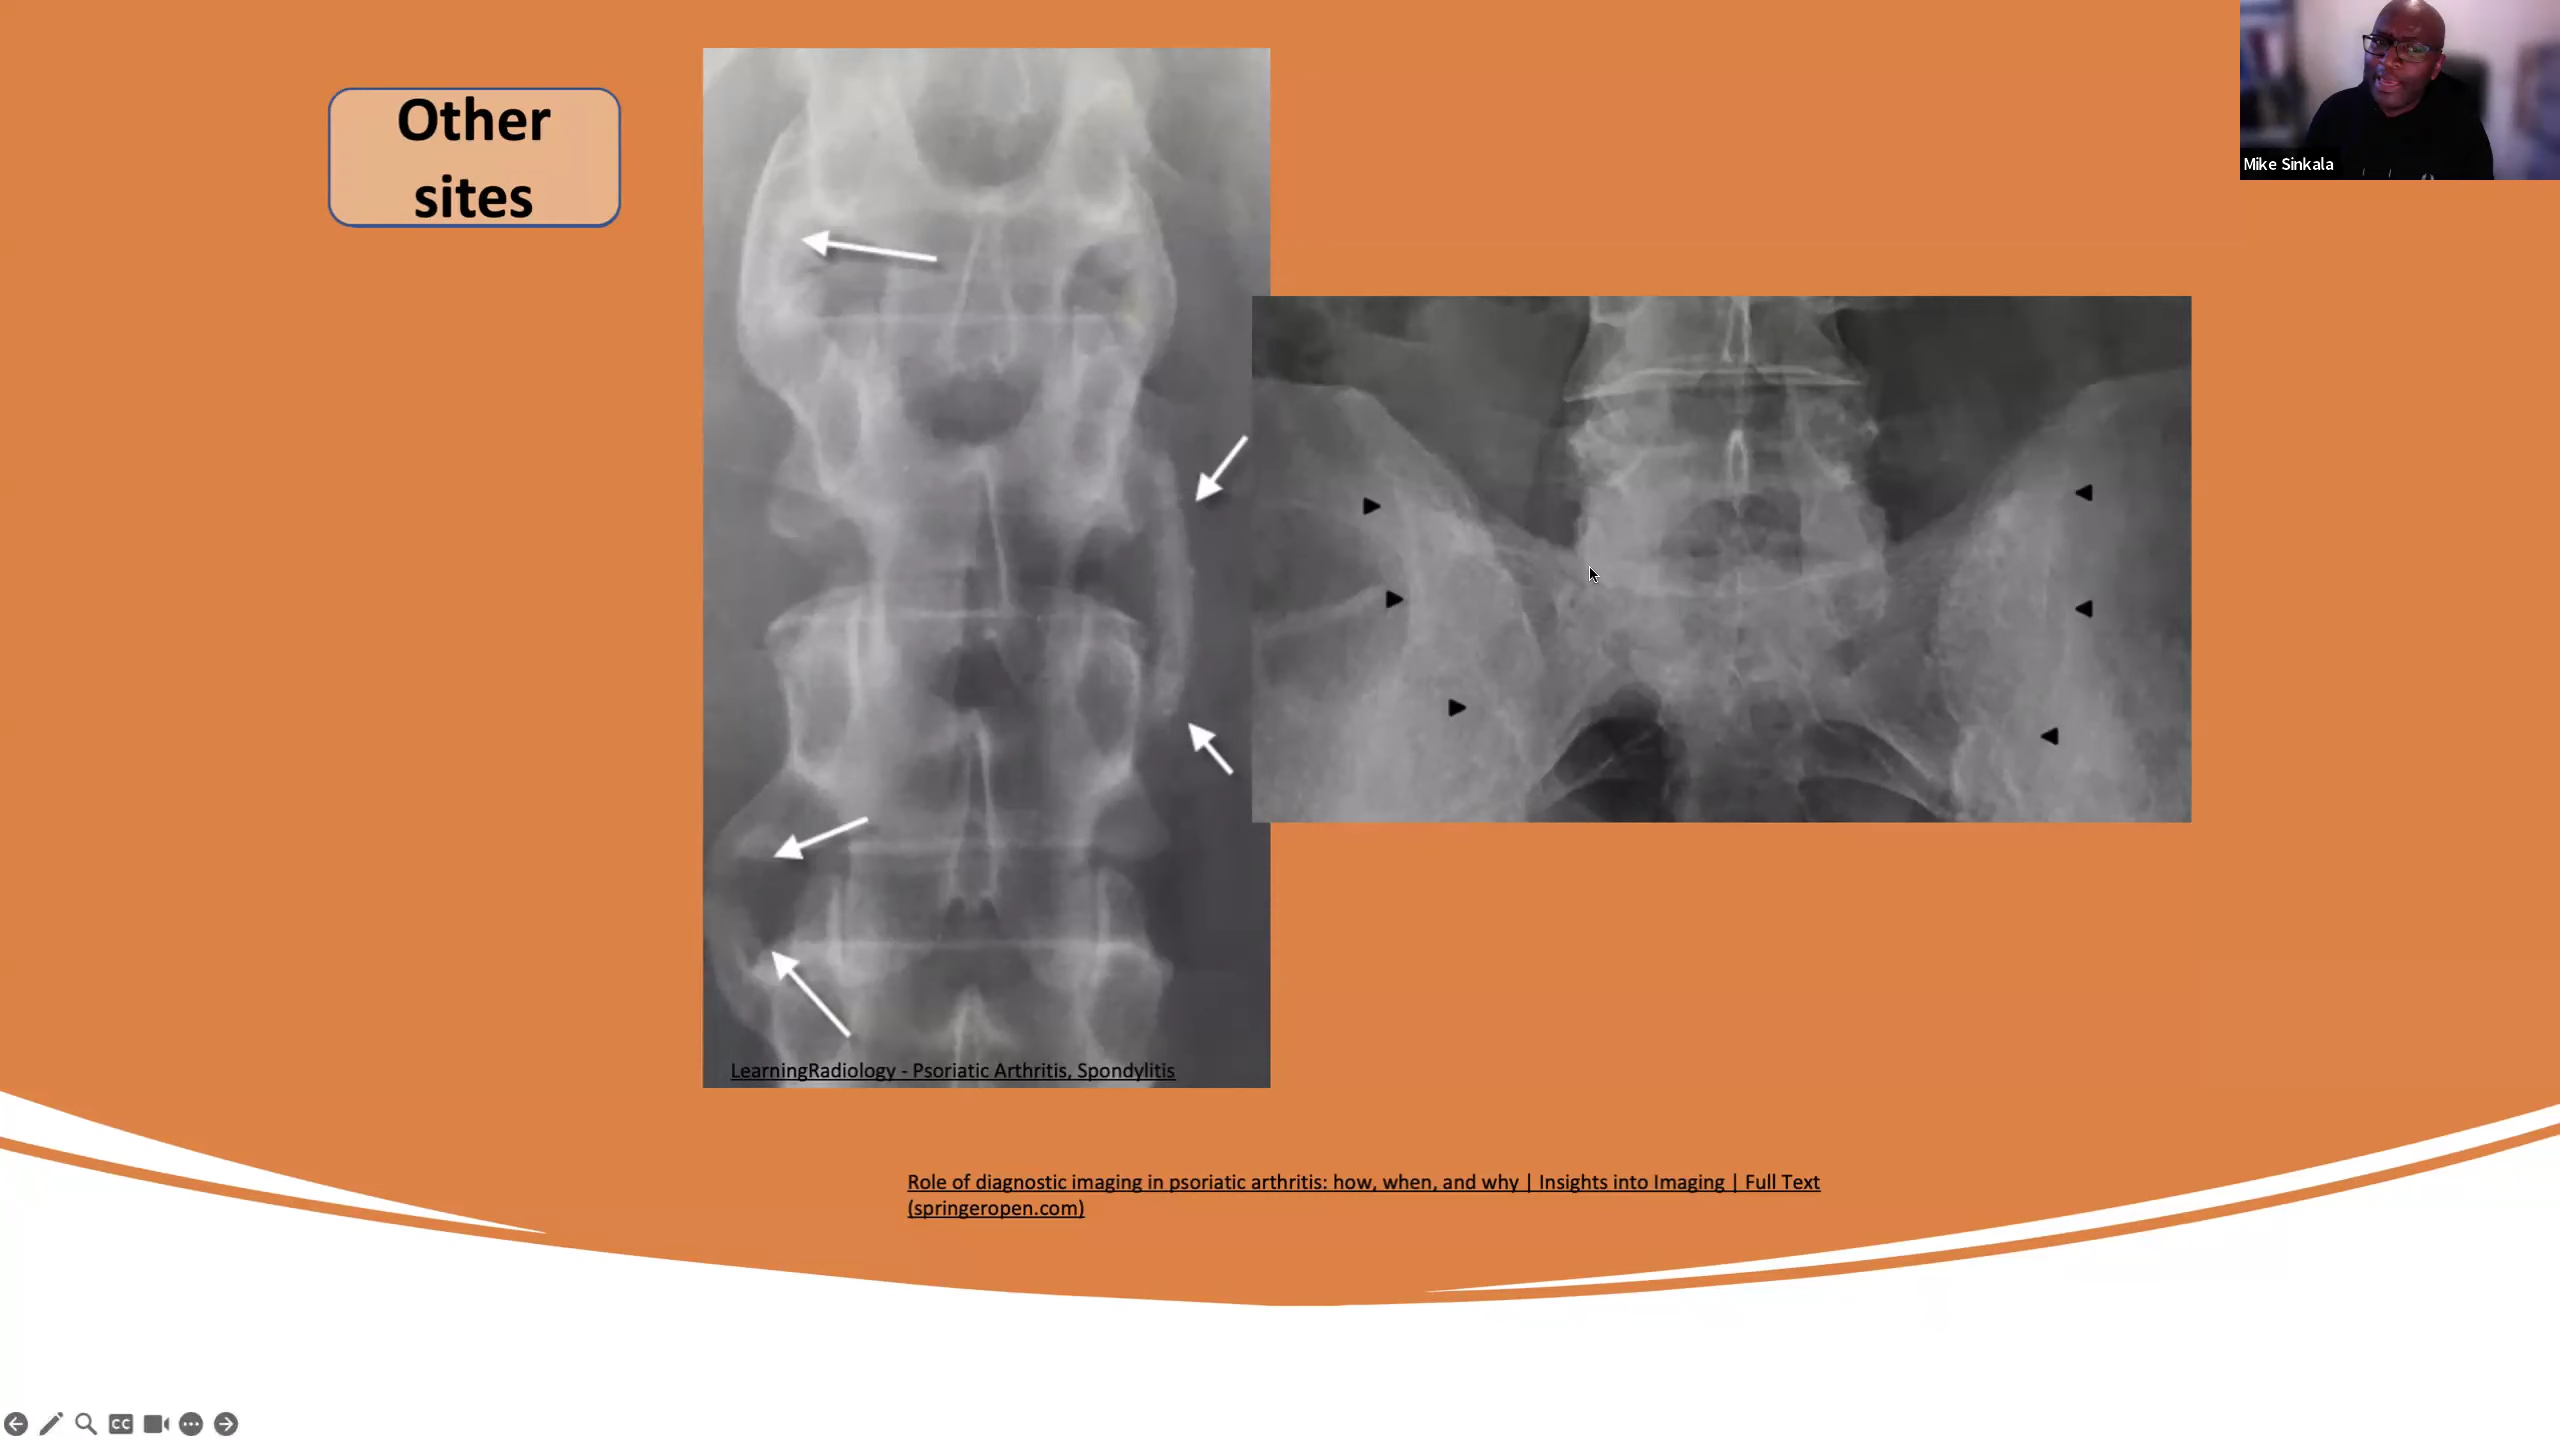 Other
sites
Mike Sinkala
LearningRadiology - Psoriatic Arthritis, Spondylitis
Role of diagnostic imaging in psoriatic arthritis: how, when, and why | Insights into Imaging | Full Text
(springeropen.com)
CC